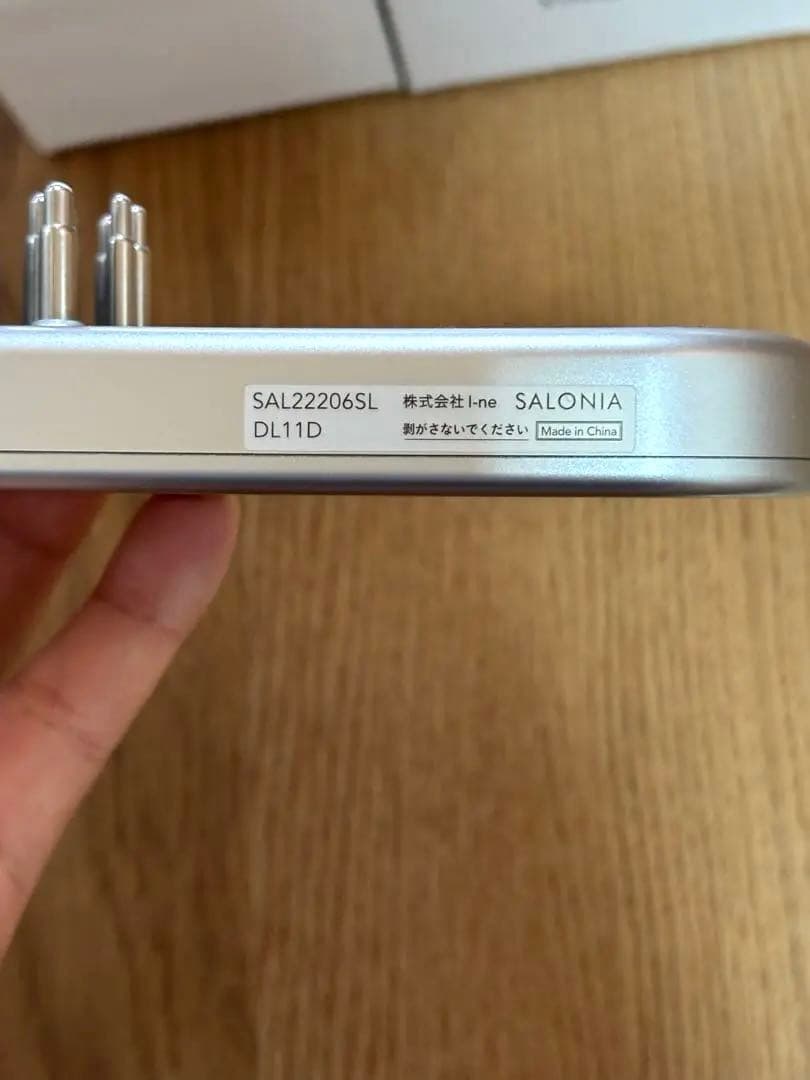 SAL22206SL 株式会社 I-ne SALONIA
DL11D 剥がさないでください Made in China